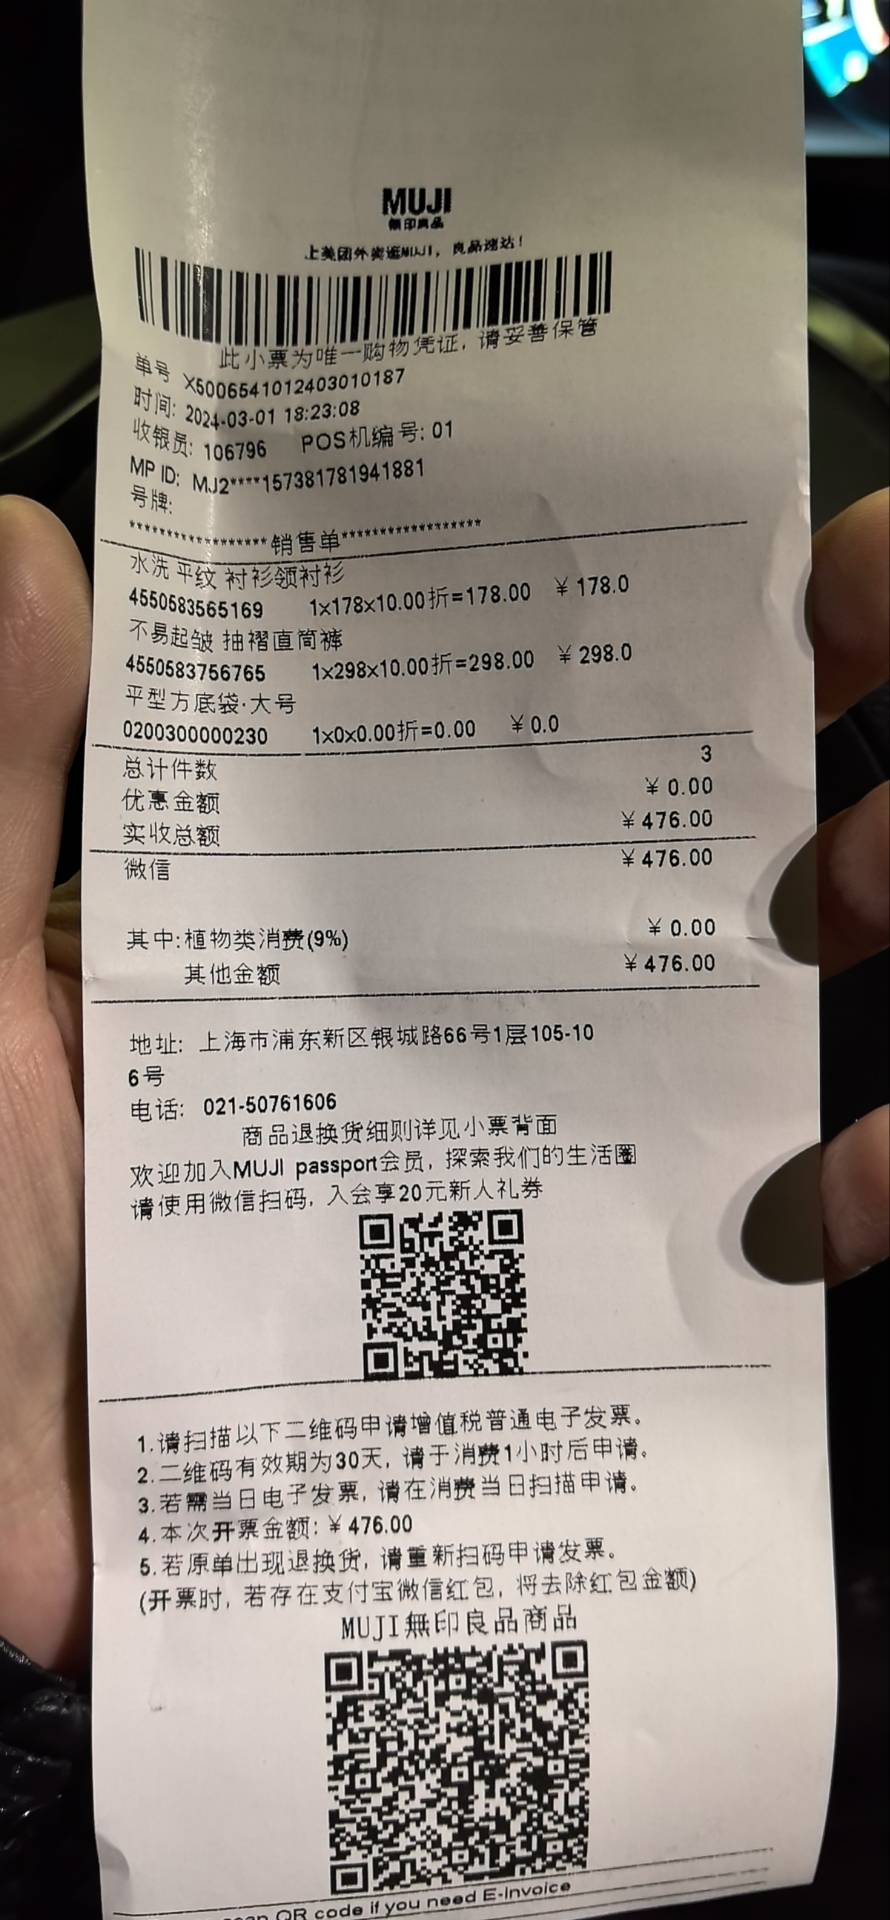 MUJI
無印良品
上美团外卖逛MUJI，良品速达！
此小票为唯一购物凭证，请妥善保管
单号 X5006541012403010187
时间: 2024-03-01 18:23:08
收银员: 106796 POS机编号: 01
MP ID: MJ2****157381781941881
号牌:
******************销售单******************
水洗 平纹 衬衫领衬衫
4550583565169 1x178x10.00折=178.00 ￥178.0
不易起皱 抽褶直筒裤
4550583756765 1x298x10.00折=298.00 ￥298.0
平型方底袋·大号
0200300000230 1x0x0.00折=0.00 ￥0.0
总计件数 3
优惠金额 ￥0.00
实收总额 ￥476.00
微信 ￥476.00
其中:植物类消费(9%) ￥0.00
其他金额 ￥476.00
地址: 上海市浦东新区银城路66号1层105-10
6号
电话: 021-50761606
商品退换货细则详见小票背面
欢迎加入MUJI passport会员, 探索我们的生活圈
请使用微信扫码, 入会享20元新人礼券
1.请扫描以下二维码申请增值税普通电子发票。
2.二维码有效期为30天, 请于消费1小时后申请。
3.若需当日电子发票, 请在消费当日扫描申请。
4.本次开票金额:￥476.00
5.若原单出现退换货, 请重新扫码申请发票。
(开票时, 若存在支付宝微信红包, 将去除红包金额)
MUJI無印良品商品
QR code if you need E-Invoice